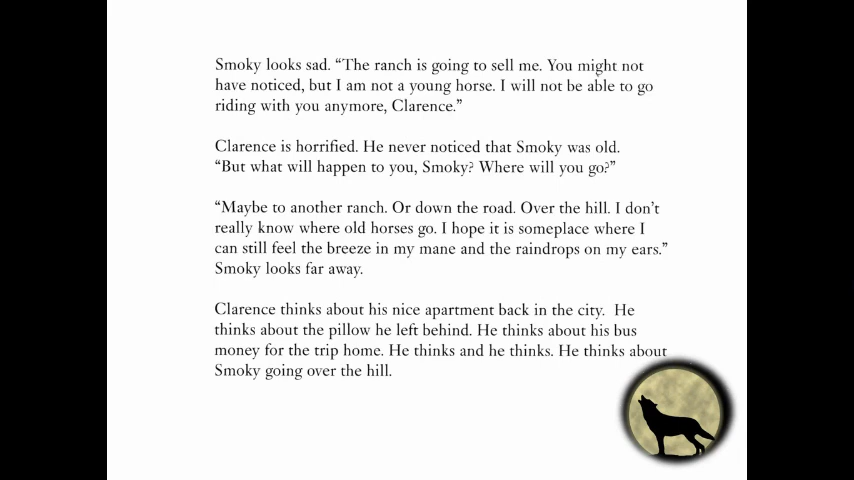 Smoky looks sad. “The ranch is going to sell me. You might not
have noticed, but I am not a young horse. I will not be able to go
riding with you anymore, Clarence.”
Clarence is horrified. He never noticed that Smoky was old.
“But what will happen to you, Smoky? Where will you go?”
“Maybe to another ranch. Or down the road. Over the hill. I don’t
really know where old horses go. I hope it is someplace where I
can still feel the breeze in my mane and the raindrops on my ears.”
Smoky looks far away.
Clarence thinks about his nice apartment back in the city. He
thinks about the pillow he left behind. He thinks about his bus
money for the trip home. He thinks and he thinks. He thinks about
Smoky going over the hill.